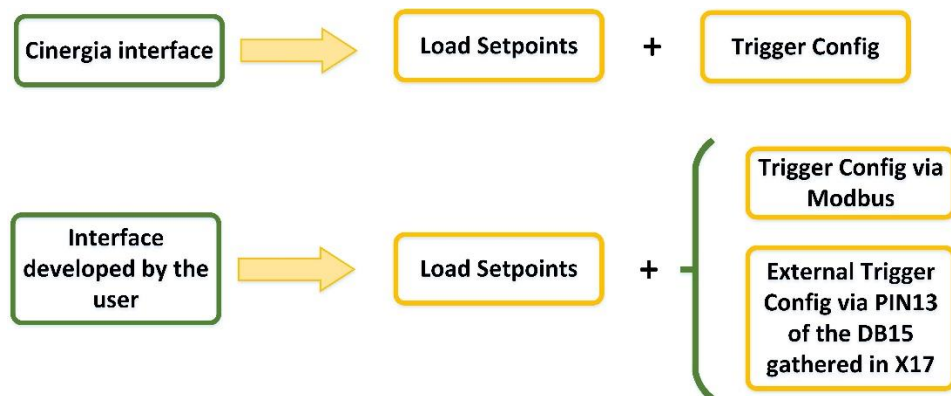 Cinergia interface
Load Setpoints
+
Trigger Config
Interface
developed by the
user
Load Setpoints
+
Trigger Config via
Modbus
External Trigger
Config via PIN13
of the DB15
gathered in X17